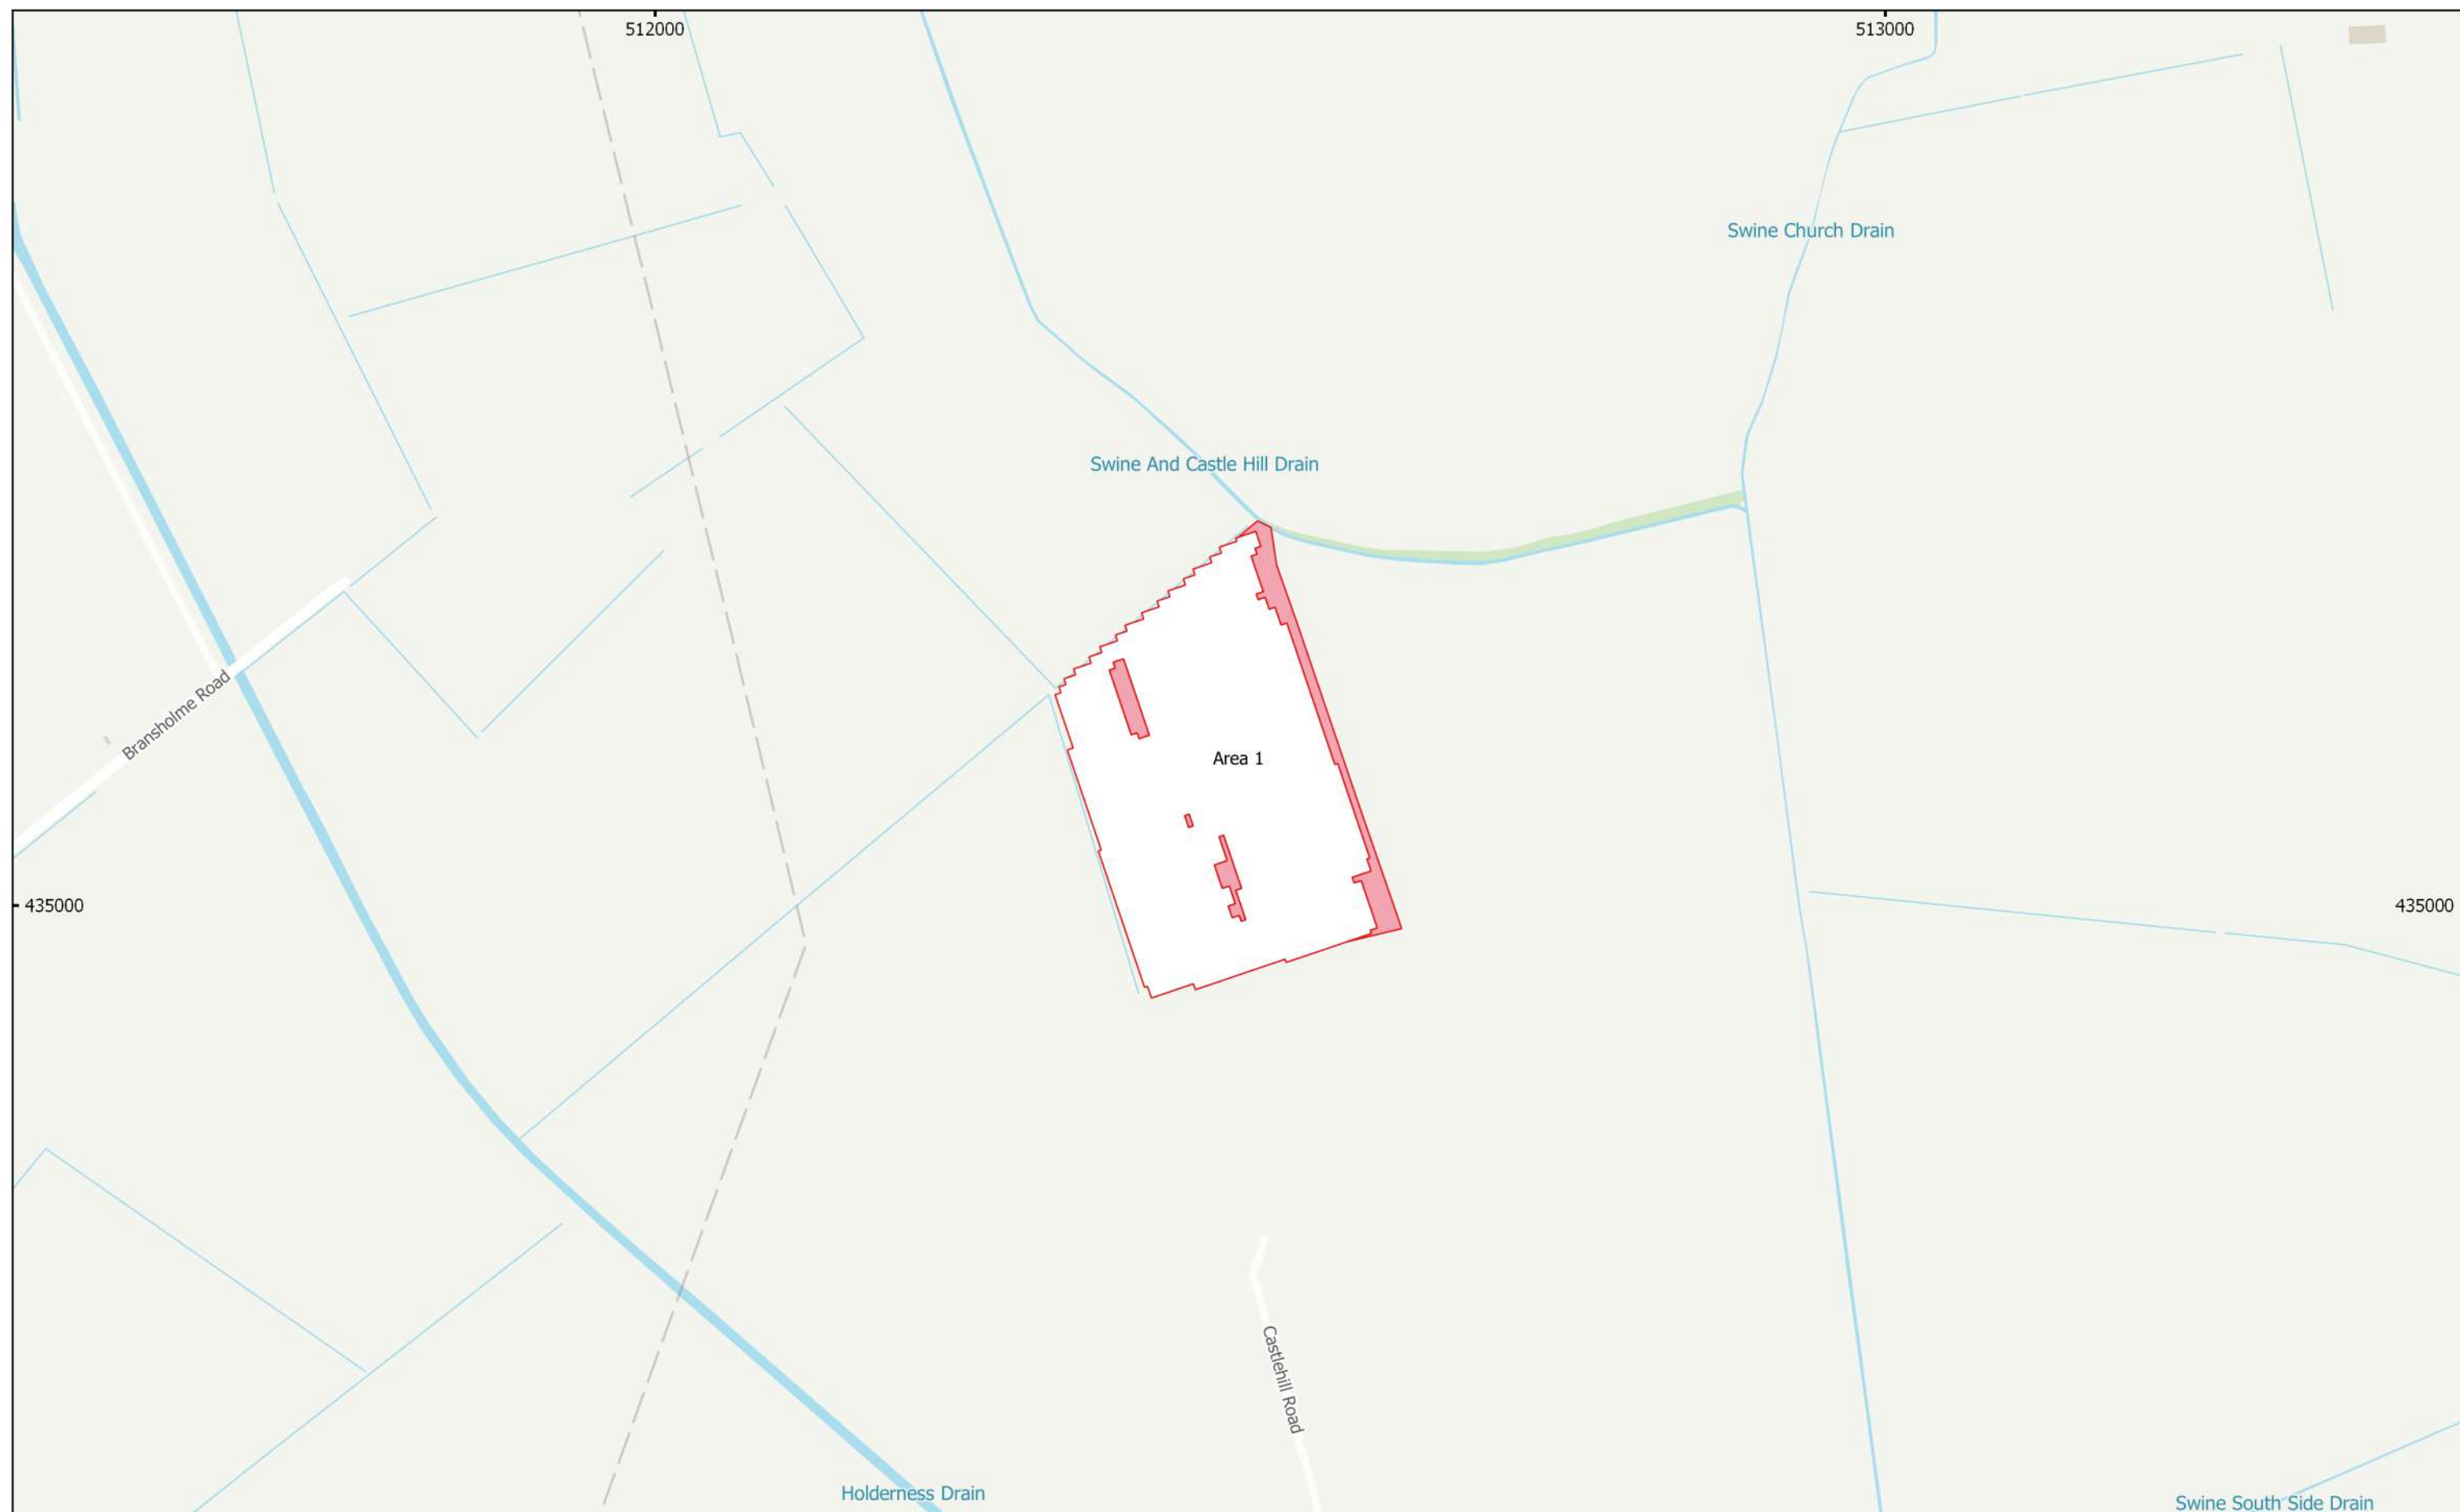 512000
513000
Swine Church Drain
Swine And Castle Hill Drain
Bransholme Road
Area 1
435000
435000
Castlehill Road
Holderness Drain
Swine South Side Drain